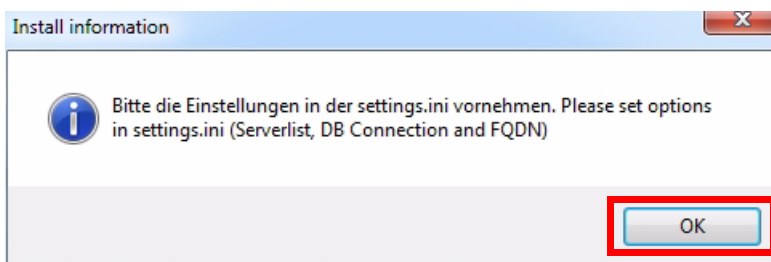 Install information
Bitte die Einstellungen in der settings.ini vornehmen. Please set options
in settings.ini (Serverlist, DB Connection and FQDN)
OK